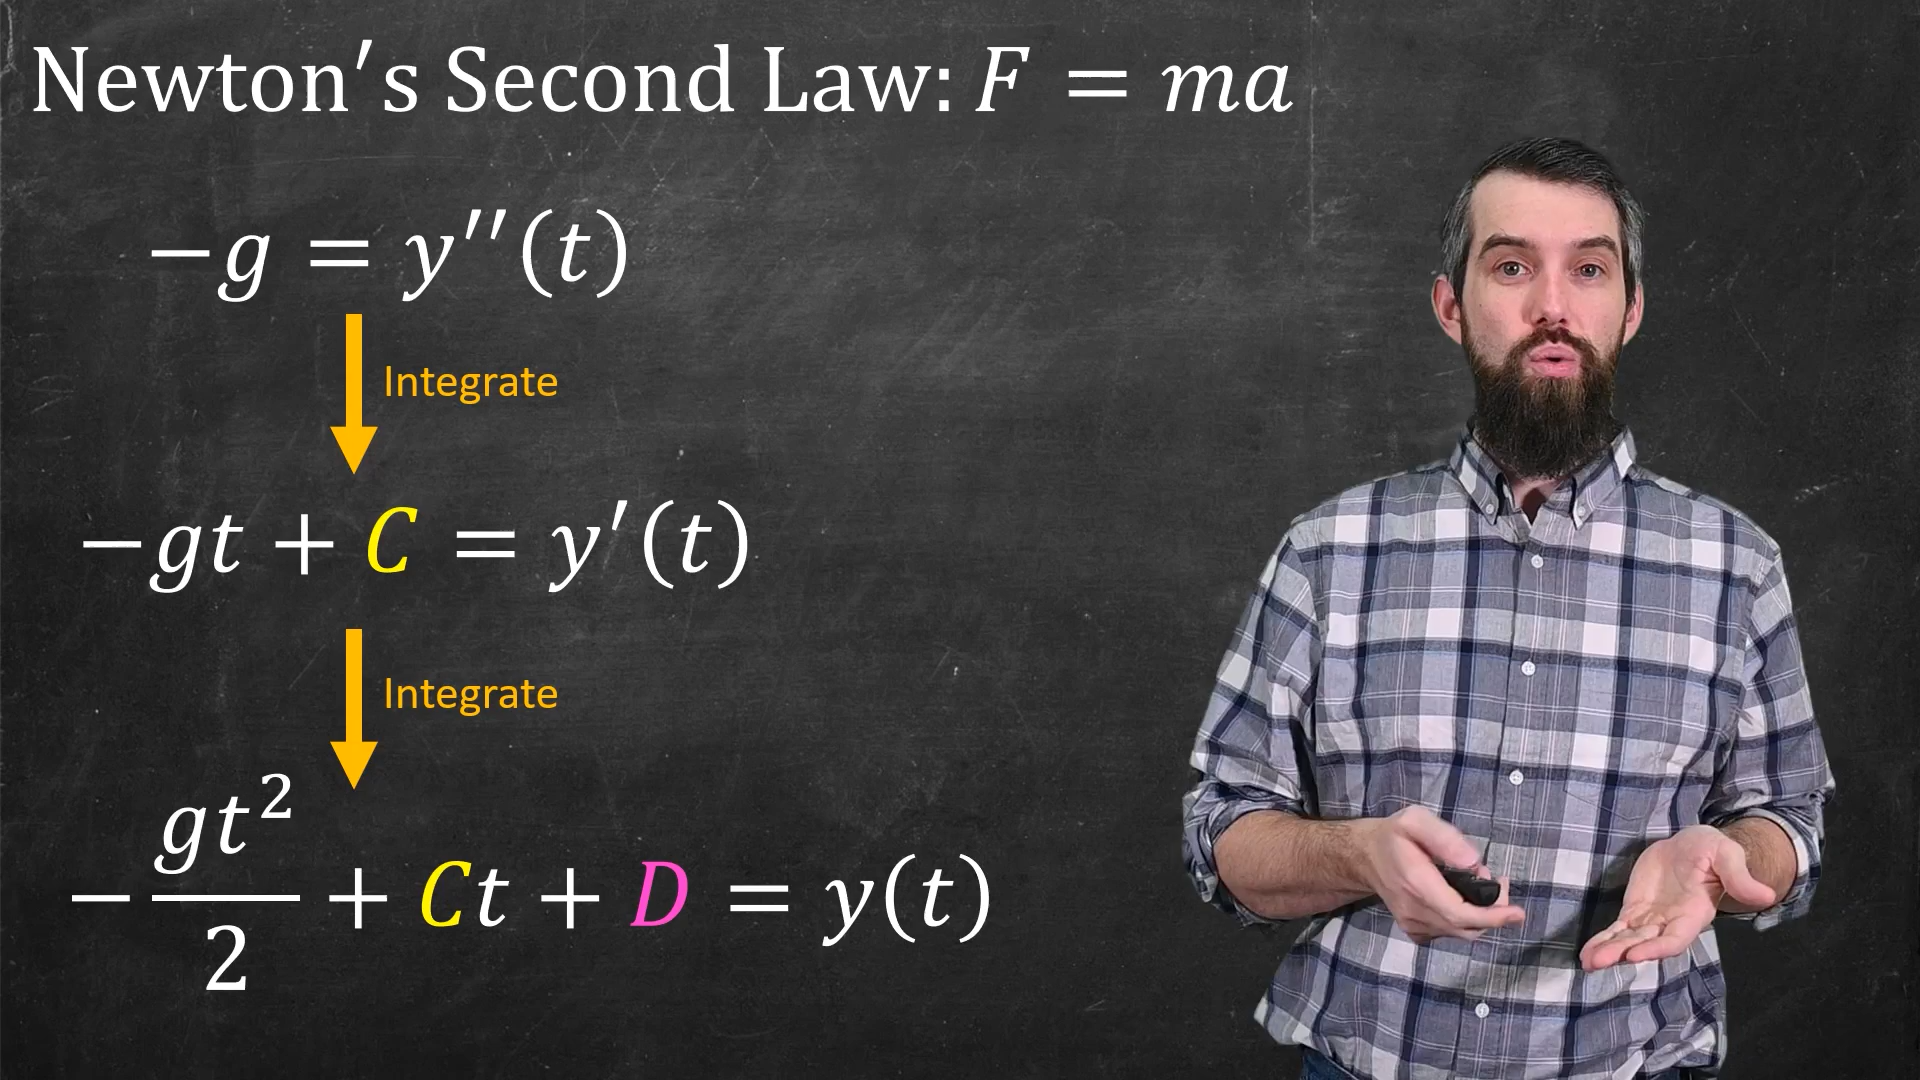 Newton's Second Law: F = ma
−g = y′′(t)
Integrate
−gt + C = y′(t)
Integrate
−gt²/2 + Ct + D = y(t)